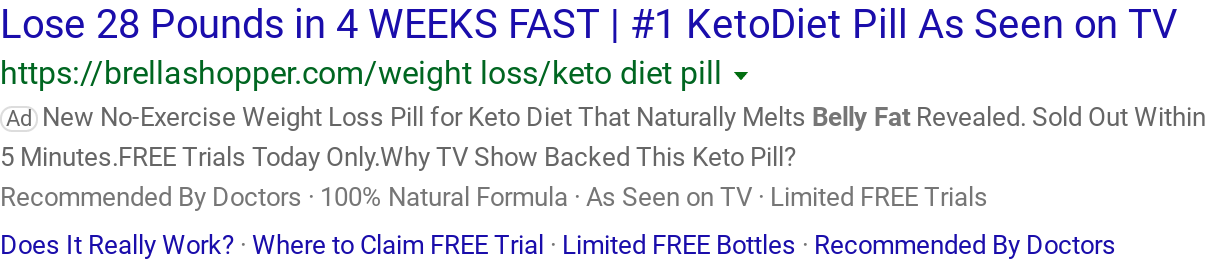 Lose 28 Pounds in 4 WEEKS FAST | #1 KetoDiet Pill As Seen on TV
https://brellashopper.com/weight loss/keto diet pill
Ad New No-Exercise Weight Loss Pill for Keto Diet That Naturally Melts Belly Fat Revealed. Sold Out Within
5 Minutes.FREE Trials Today Only.Why TV Show Backed This Keto Pill?
Recommended By Doctors · 100% Natural Formula · As Seen on TV · Limited FREE Trials
Does It Really Work? · Where to Claim FREE Trial · Limited FREE Bottles · Recommended By Doctors